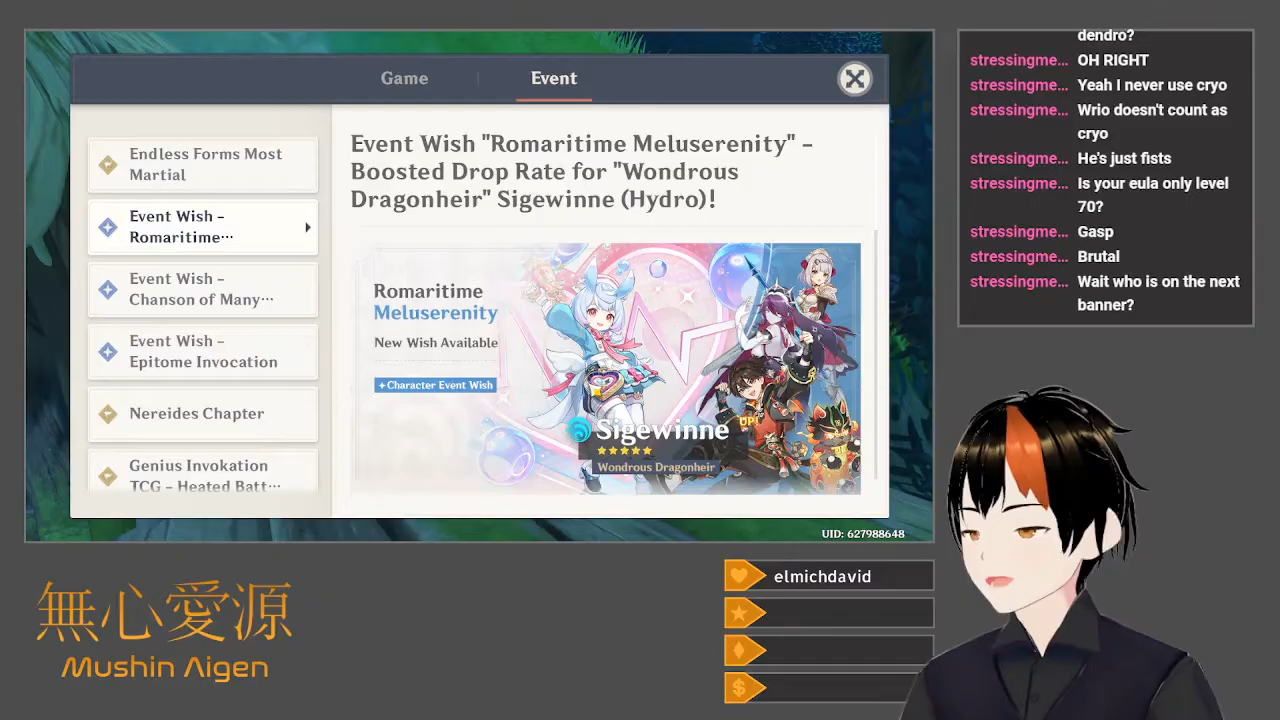 Game
Event
Endless Forms Most
Martial
Event Wish -
Romaritime···
Event Wish -
Chanson of Many···
Event Wish -
Epitome Invocation
Nereides Chapter
Genius Invokation
TCG - Heated Batt···
Event Wish "Romaritime Meluserenity" -
Boosted Drop Rate for "Wondrous
Dragonheir" Sigewinne (Hydro)!
Romaritime
Meluserenity
New Wish Available
Character Event Wish
Sigewinne
Wondrous Dragonheir
UID: 627988648
dendro?
stressingme... OH RIGHT
stressingme... Yeah I never use cryo
stressingme... Wrio doesn't count as
cryo
stressingme... He's just fists
stressingme... Is your eula only level
70?
stressingme... Gasp
stressingme... Brutal
stressingme... Wait who is on the next
banner?
elmichdavid
無心愛源
Mushin Aigen